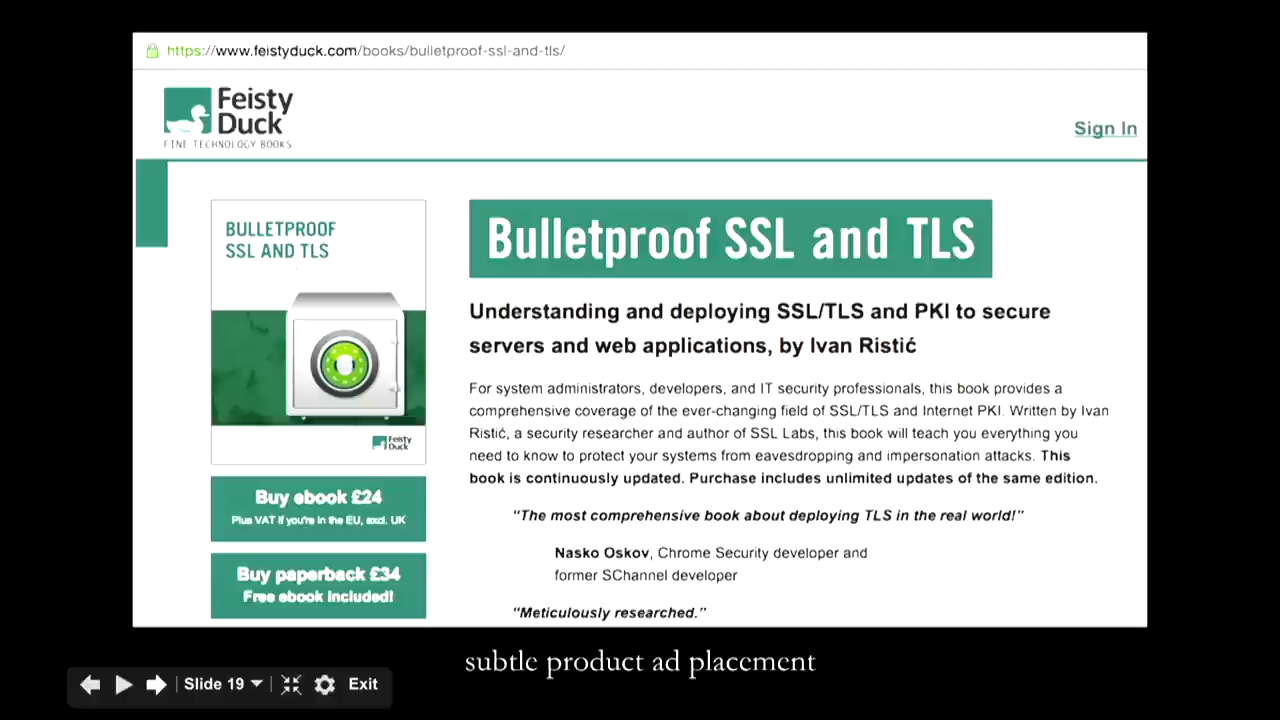 https://www.feistyduck.com/books/bulletproof-ssl-and-tls/
Feisty
Duck
FINE TECHNOLOGY BOOKS
Sign In
BULLETPROOF
SSL AND TLS
Feisty
Duck
Buy ebook £24
Plus VAT if you're in the EU, excl. UK
Buy paperback £34
Free ebook included!
Bulletproof SSL and TLS
Understanding and deploying SSL/TLS and PKI to secure
servers and web applications, by Ivan Ristić
For system administrators, developers, and IT security professionals, this book provides a
comprehensive coverage of the ever-changing field of SSL/TLS and Internet PKI. Written by Ivan
Ristić, a security researcher and author of SSL Labs, this book will teach you everything you
need to know to protect your systems from eavesdropping and impersonation attacks. This
book is continuously updated. Purchase includes unlimited updates of the same edition.
"The most comprehensive book about deploying TLS in the real world!"
Nasko Oskov, Chrome Security developer and
former SChannel developer
"Meticulously researched."
subtle product ad placement
Slide 19
Exit